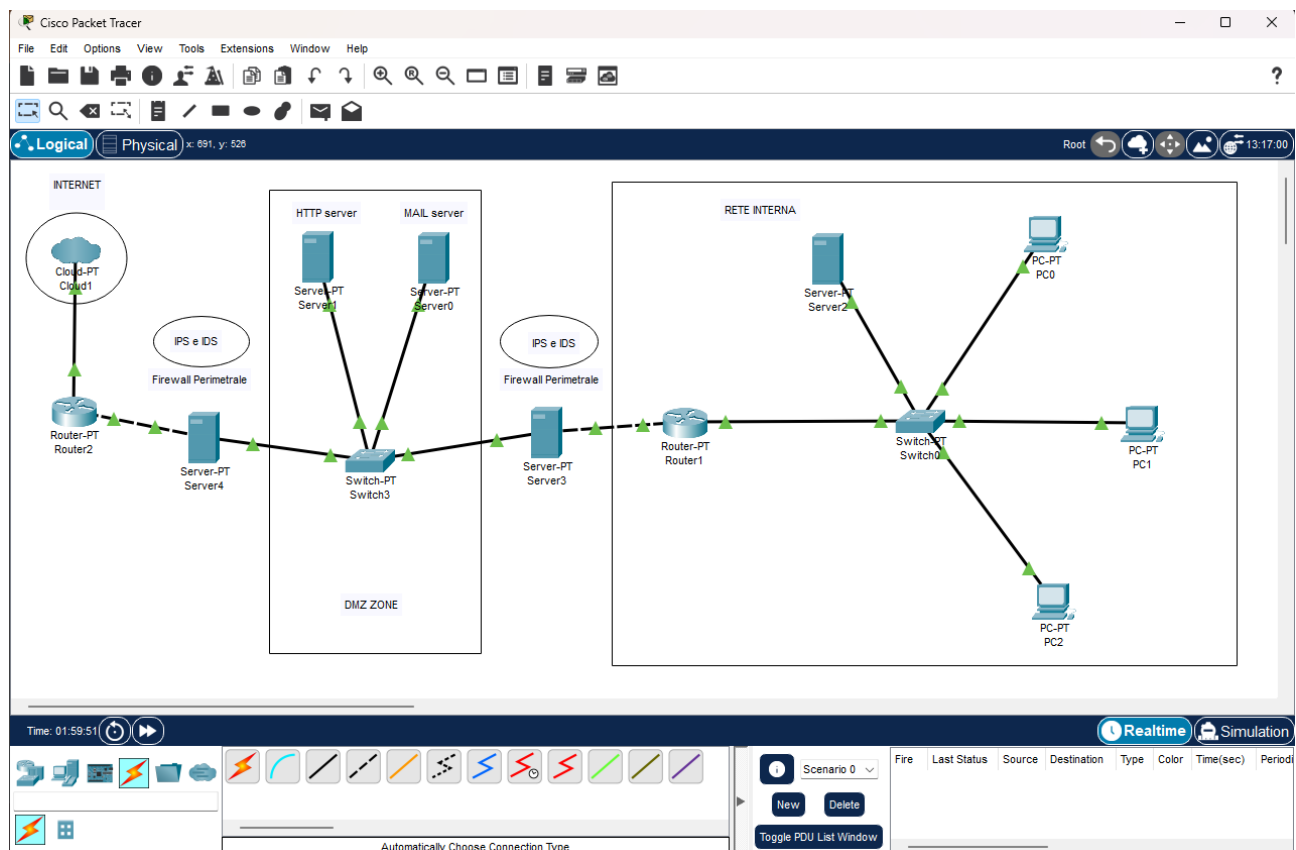 Cisco Packet Tracer
File Edit Options View Tools Extensions Window Help
?
Logical Physical x: 691, y: 526 Root 13:17:00
INTERNET
Cloud-PT
Cloud1
HTTP server MAIL server
Server-PT
Server1
Server-PT
Server0
RETE INTERNA
Server-PT
Server2
PC-PT
PC0
IPS e IDS
Firewall Perimetrale
IPS e IDS
Firewall Perimetrale
Router-PT
Router2
Server-PT
Server4
Switch-PT
Switch3
Server-PT
Server3
Router-PT
Router1
Switch-PT
Switch0
PC-PT
PC1
DMZ ZONE
PC-PT
PC2
Time: 01:59:51 Realtime Simulation
Scenario 0
New Delete
Toggle PDU List Window
Fire Last Status Source Destination Type Color Time(sec) Periodi
Automatically Choose Connection Type